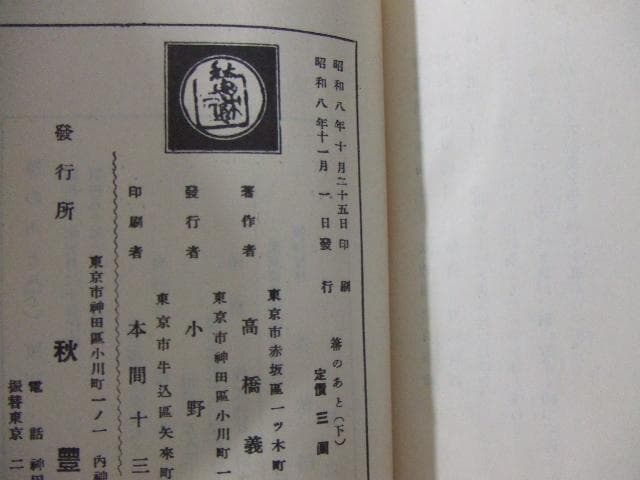 昭和八年十月二十五日印刷
昭和八年十一月一日發行
箒のあと(下)
定價三圓
東京市赤坂區一ツ木町
著作者 高橋義
東京市神田區小川町一
發行者 小野
東京市牛込區矢來町
印刷者 本間十三
東京市神田區小川町一ノ一 內神
發行所 秋豐
電話神田
振替東京二